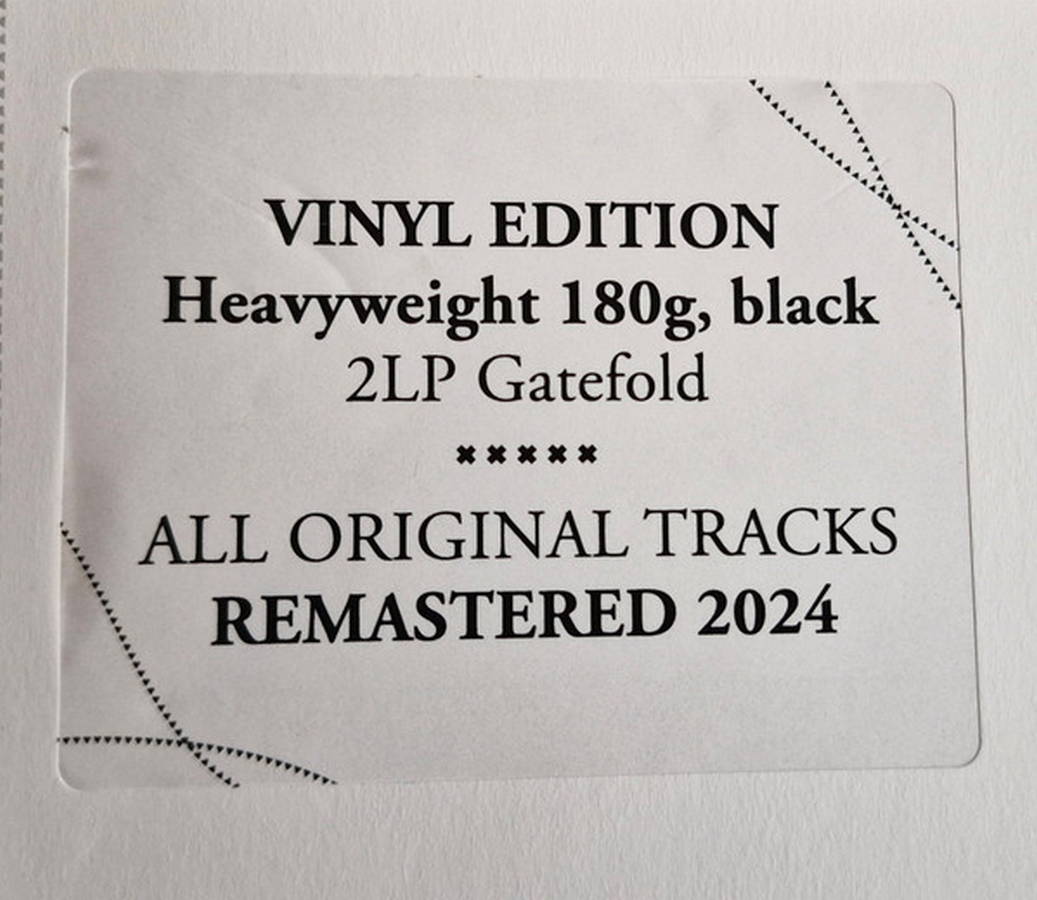 VINYL EDITION
Heavyweight 180g, black
2LP Gatefold
ALL ORIGINAL TRACKS
REMASTERED 2024